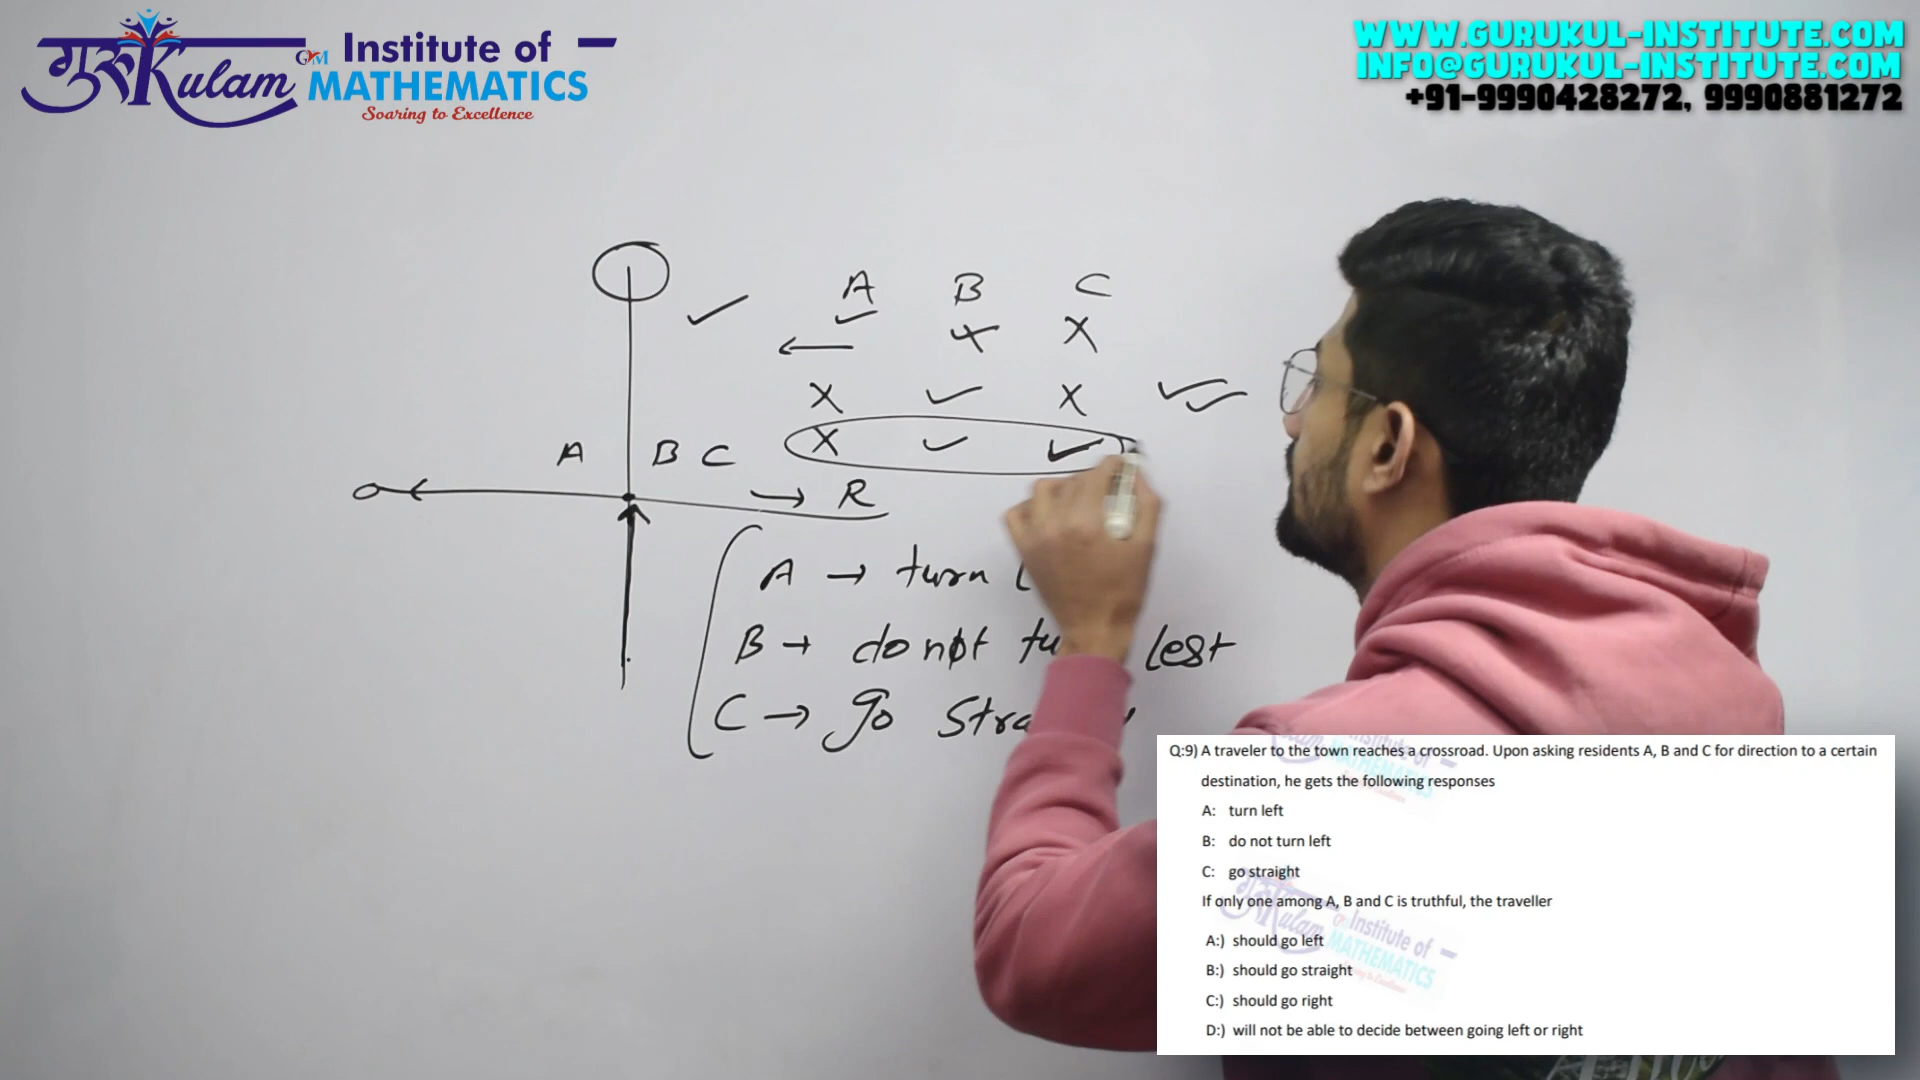 गुरुKulam
GKM Institute of
MATHEMATICS
Soaring to Excellence
WWW.GURUKUL-INSTITUTE.COM
INFO@GURUKUL-INSTITUTE.COM
+91-9990428272, 9990881272
A B C
✓ X X
X ✓ X ✓✓
X ✓ ✓
A B C
R
A → turn
B → do not
C → go
Q:9) A traveler to the town reaches a crossroad. Upon asking residents A, B and C for direction to a certain
destination, he gets the following responses
A: turn left
B: do not turn left
C: go straight
If only one among A, B and C is truthful, the traveller
A:) should go left
B:) should go straight
C:) should go right
D:) will not be able to decide between going left or right